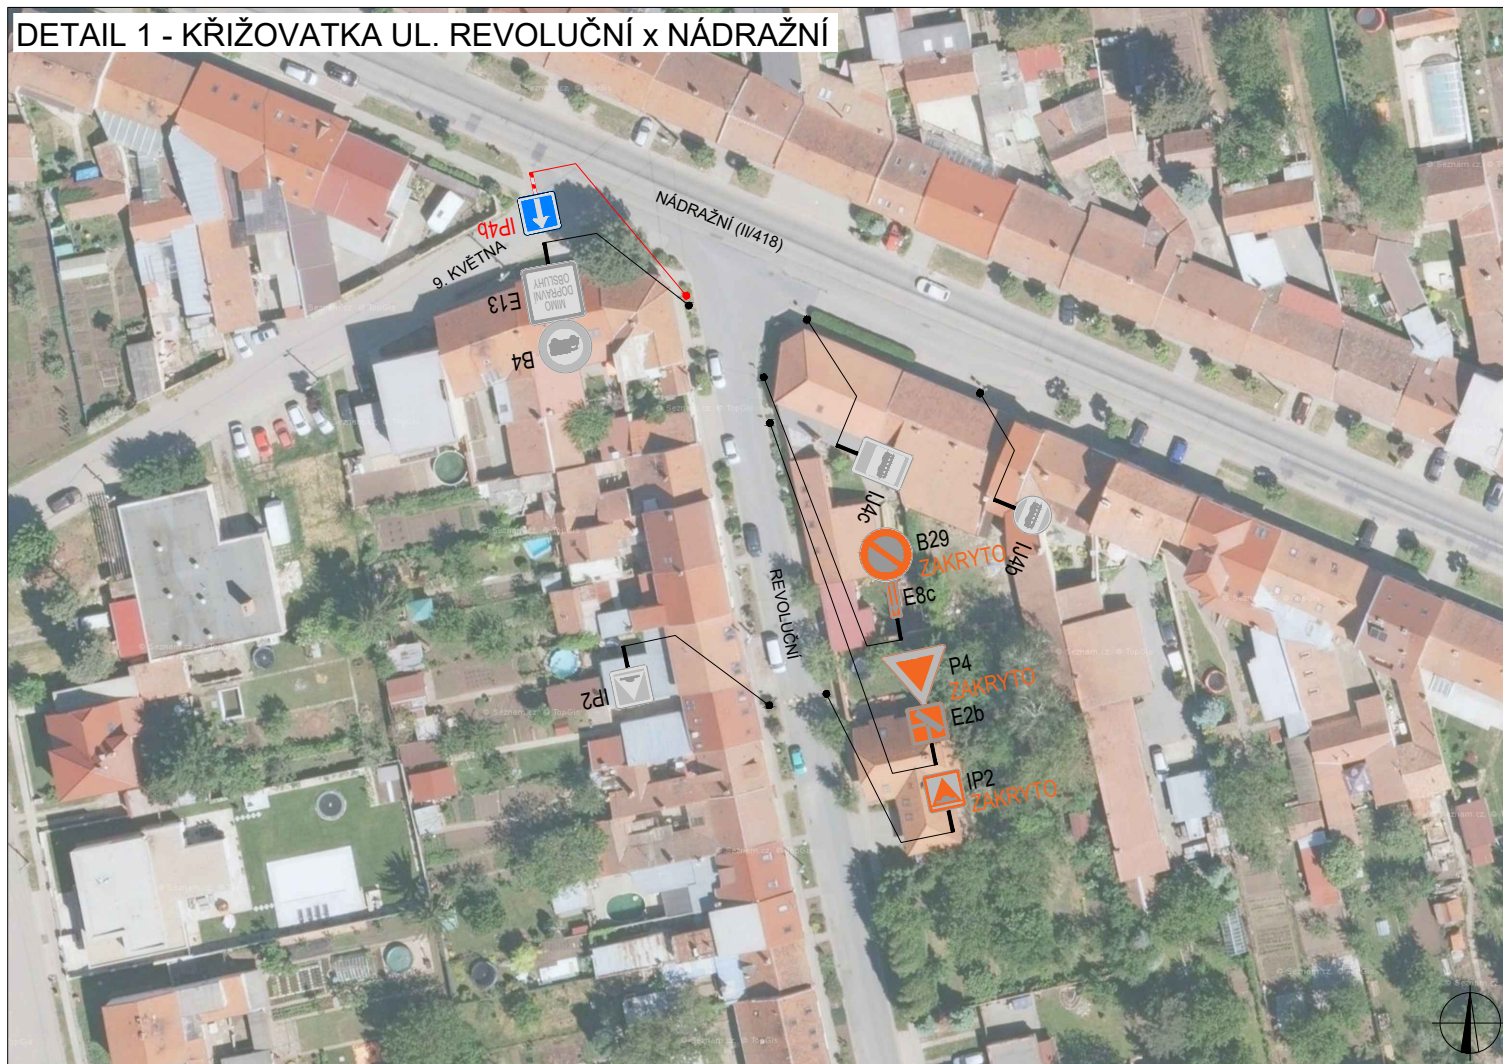 DETAIL 1 - KŘIŽOVATKA UL. REVOLUČNÍ x NÁDRAŽNÍ
NÁDRAŽNÍ (II/418)
IP4b
9. KVĚTNA
MIMO
DOPRAVNÍ
OBSLUHY
E13
B4
IJ4c
B29
ZAKRYTO
IJ4b
E8c
REVOLUČNÍ
P4
ZAKRYTO
IP2
E2b
IP2
ZAKRYTO